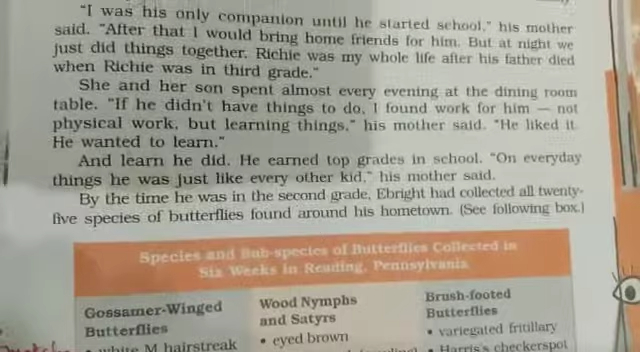 "I was his only companion until he started school," his mother
said. "After that I would bring home friends for him. But at night we
just did things together. Richie was my whole life after his father died
when Richie was in third grade."
She and her son spent almost every evening at the dining room
table. "If he didn't have things to do, I found work for him — not
physical work, but learning things," his mother said. "He liked it.
He wanted to learn."
And learn he did. He earned top grades in school. "On everyday
things he was just like every other kid," his mother said.
By the time he was in the second grade, Ebright had collected all twenty-
five species of butterflies found around his hometown. (See following box.)
Species and Sub-species of Butterflies Collected in
Six Weeks in Reading, Pennsylvania
Gossamer-Winged
Butterflies
• white M hairstreak
Wood Nymphs
and Satyrs
• eyed brown
Brush-footed
Butterflies
• variegated fritillary
• Harris's checkerspot